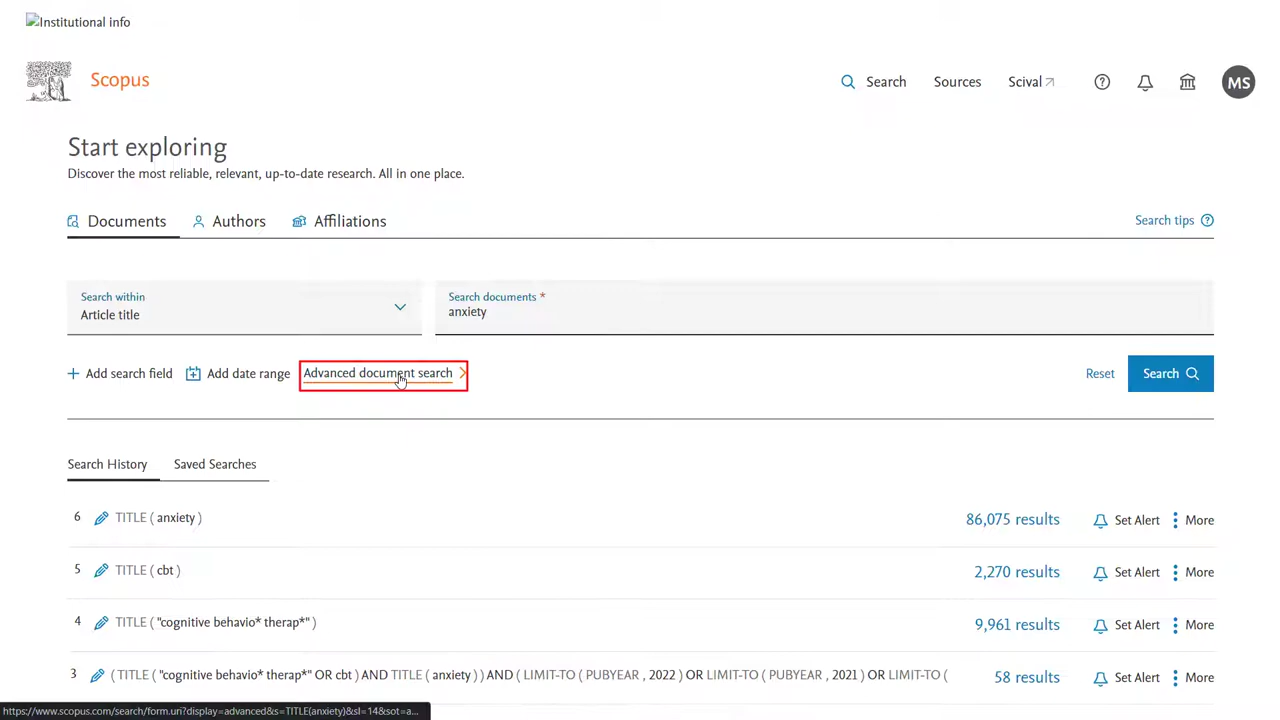 Institutional info
Scopus
Search Sources Scival
MS
Start exploring
Discover the most reliable, relevant, up-to-date research. All in one place.
Documents Authors Affiliations
Search tips
Search within
Article title
Search documents *
anxiety
+ Add search field Add date range Advanced document search >
Reset Search
Search History Saved Searches
6 TITLE ( anxiety ) 86,075 results Set Alert More
5 TITLE ( cbt ) 2,270 results Set Alert More
4 TITLE ( "cognitive behavio* therap*" ) 9,961 results Set Alert More
3 ( TITLE ( "cognitive behavio* therap*" OR cbt ) AND TITLE ( anxiety ) ) AND ( LIMIT-TO ( PUBYEAR , 2022 ) OR LIMIT-TO ( PUBYEAR , 2021 ) OR LIMIT-TO ( 58 results Set Alert More
https://www.scopus.com/search/form.uri?display=advanced&s=TITLE(anxiety)&sl=14&sot=a...